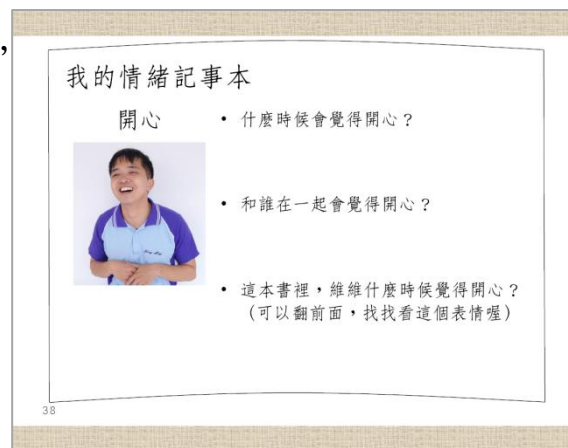 ，
我的情緒記事本
開心
• 什麼時候會覺得開心？
• 和誰在一起會覺得開心？
• 這本書裡，維維什麼時候覺得開心？
（可以翻前面，找找看這個表情喔）
38